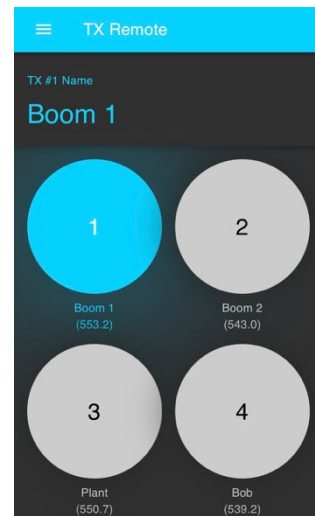 TX Remote
TX #1 Name
Boom 1
1
2
Boom 1
Boom 2
(553.2)
(543.0)
3
4
Plant
Bob
(550.7)
(539.2)